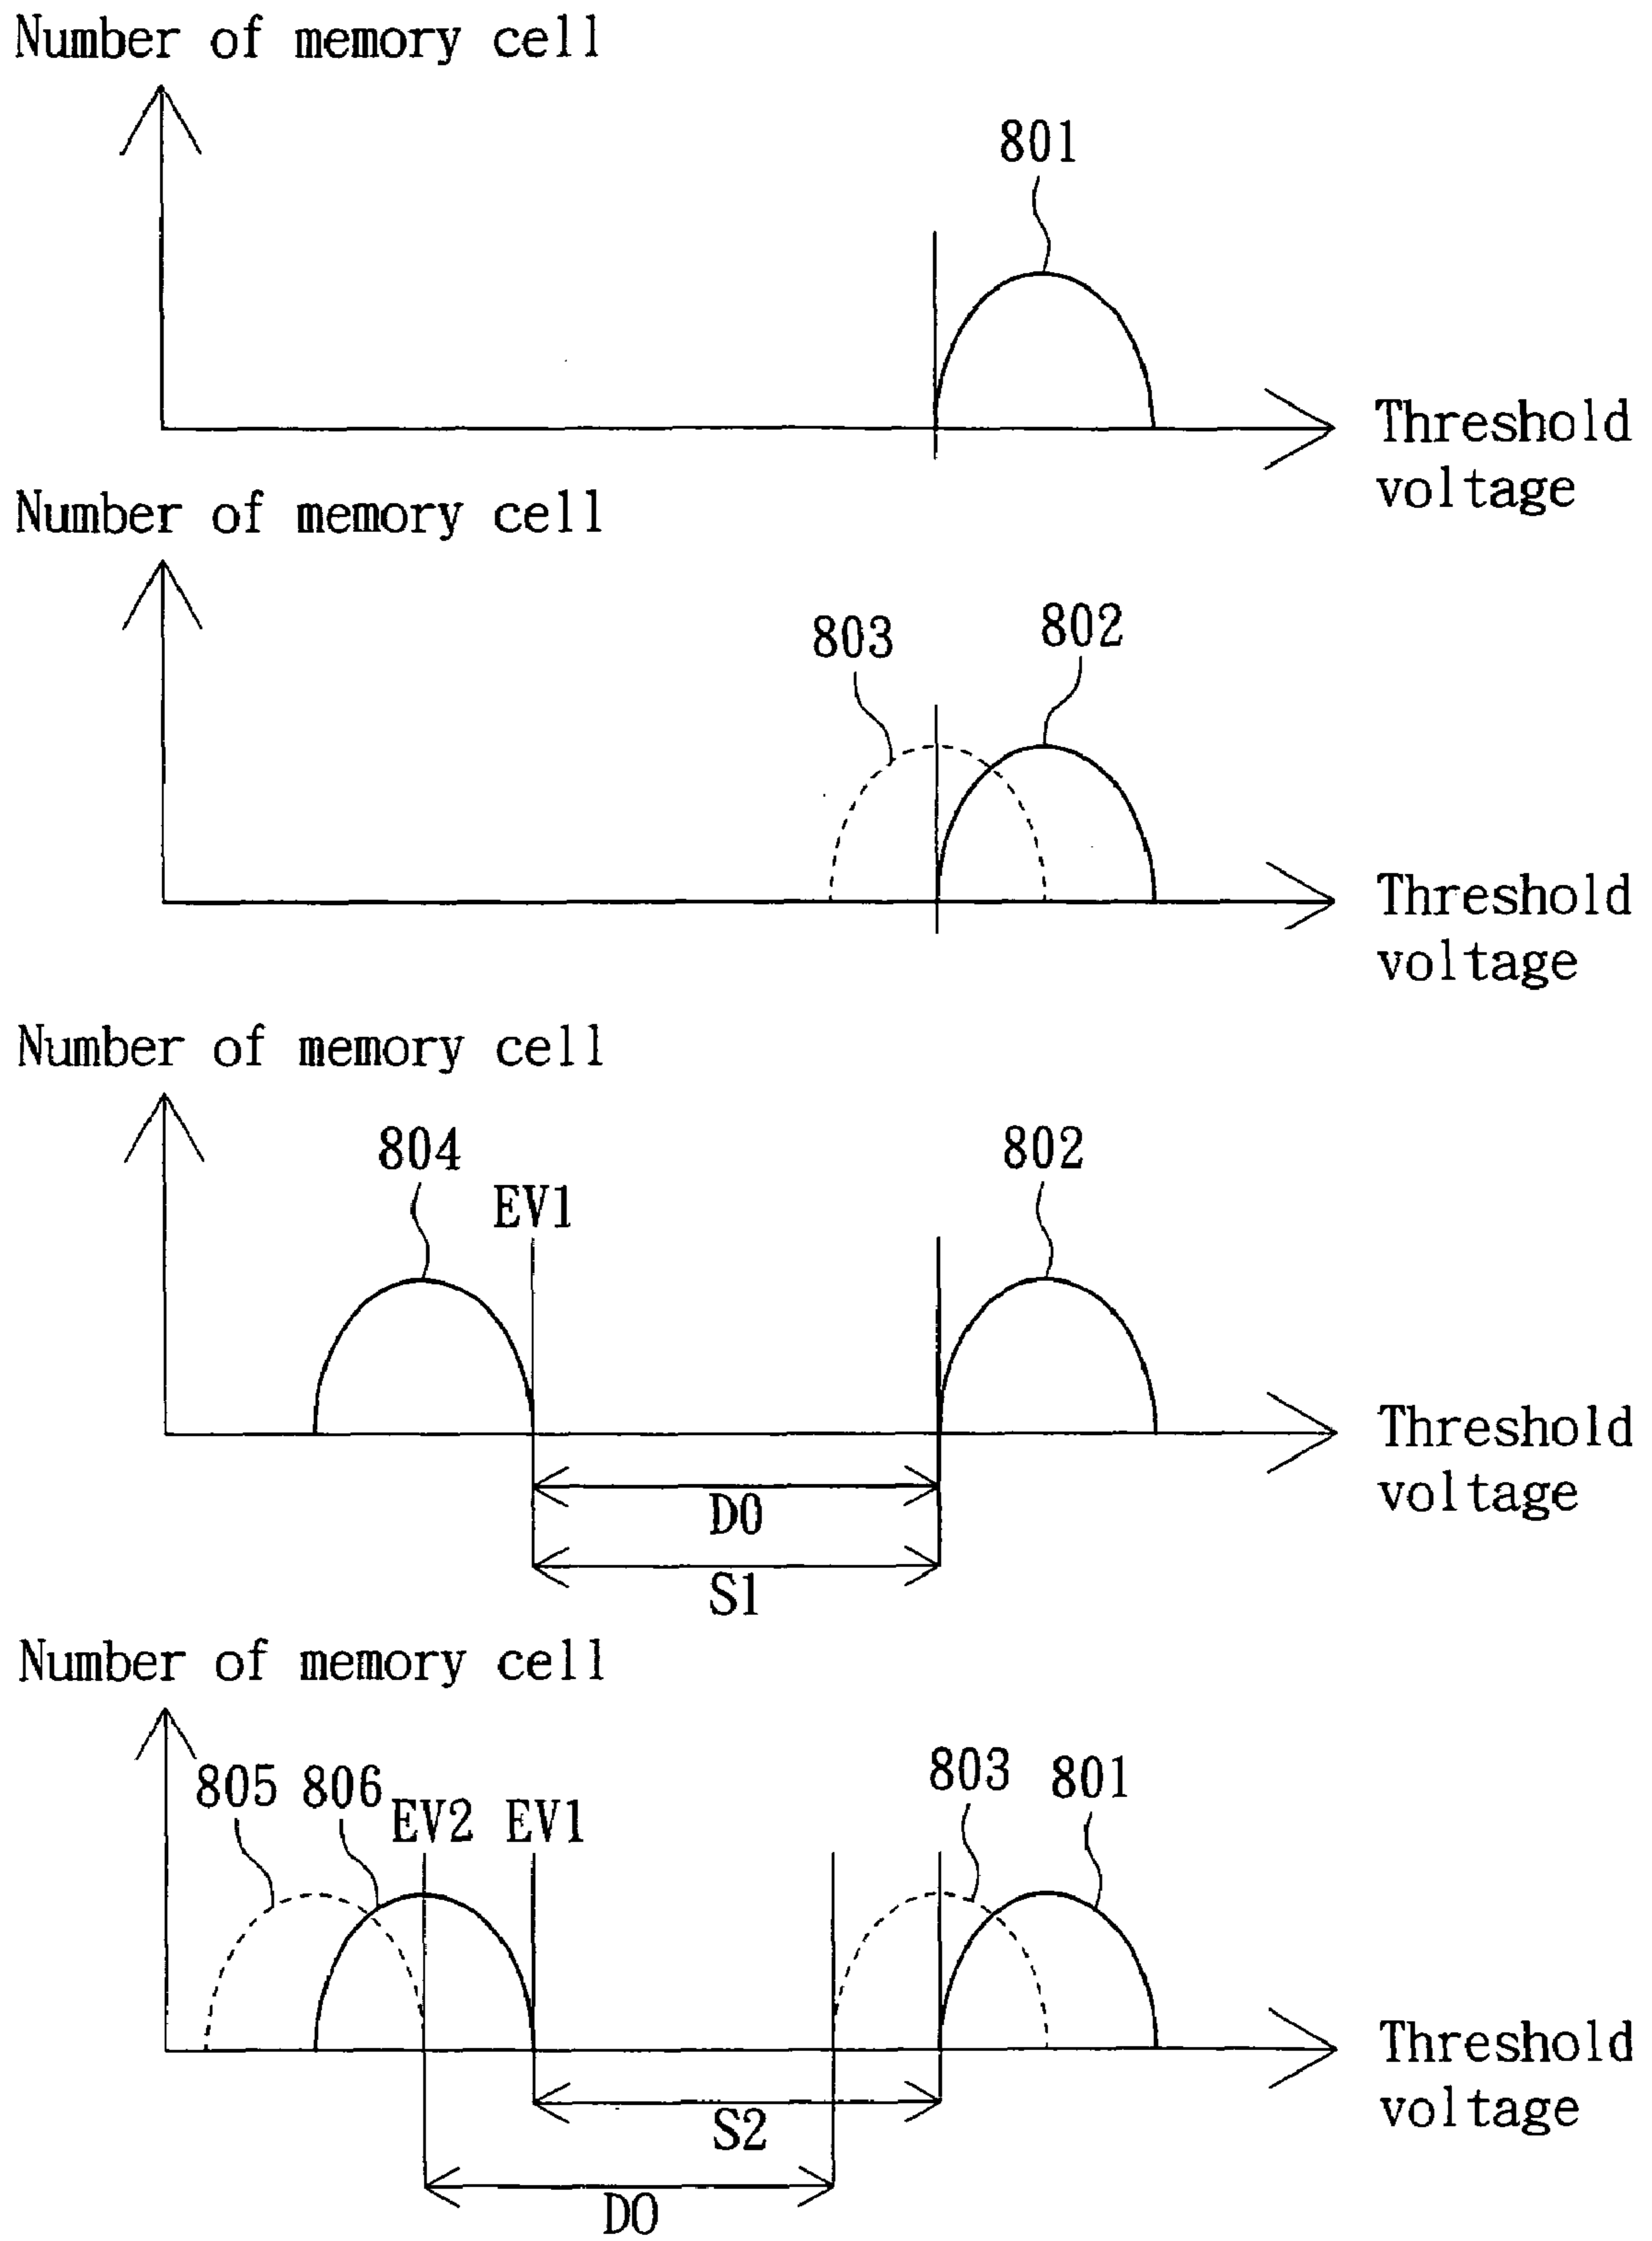 Number of memory cell
801
Threshold
voltage
Number of memory cell
803
802
Threshold
voltage
Number of memory cell
804
802
EV1
Threshold
voltage
D0
S1
Number of memory cell
805 806 EV2 EV1
803 801
Threshold
voltage
S2
D0